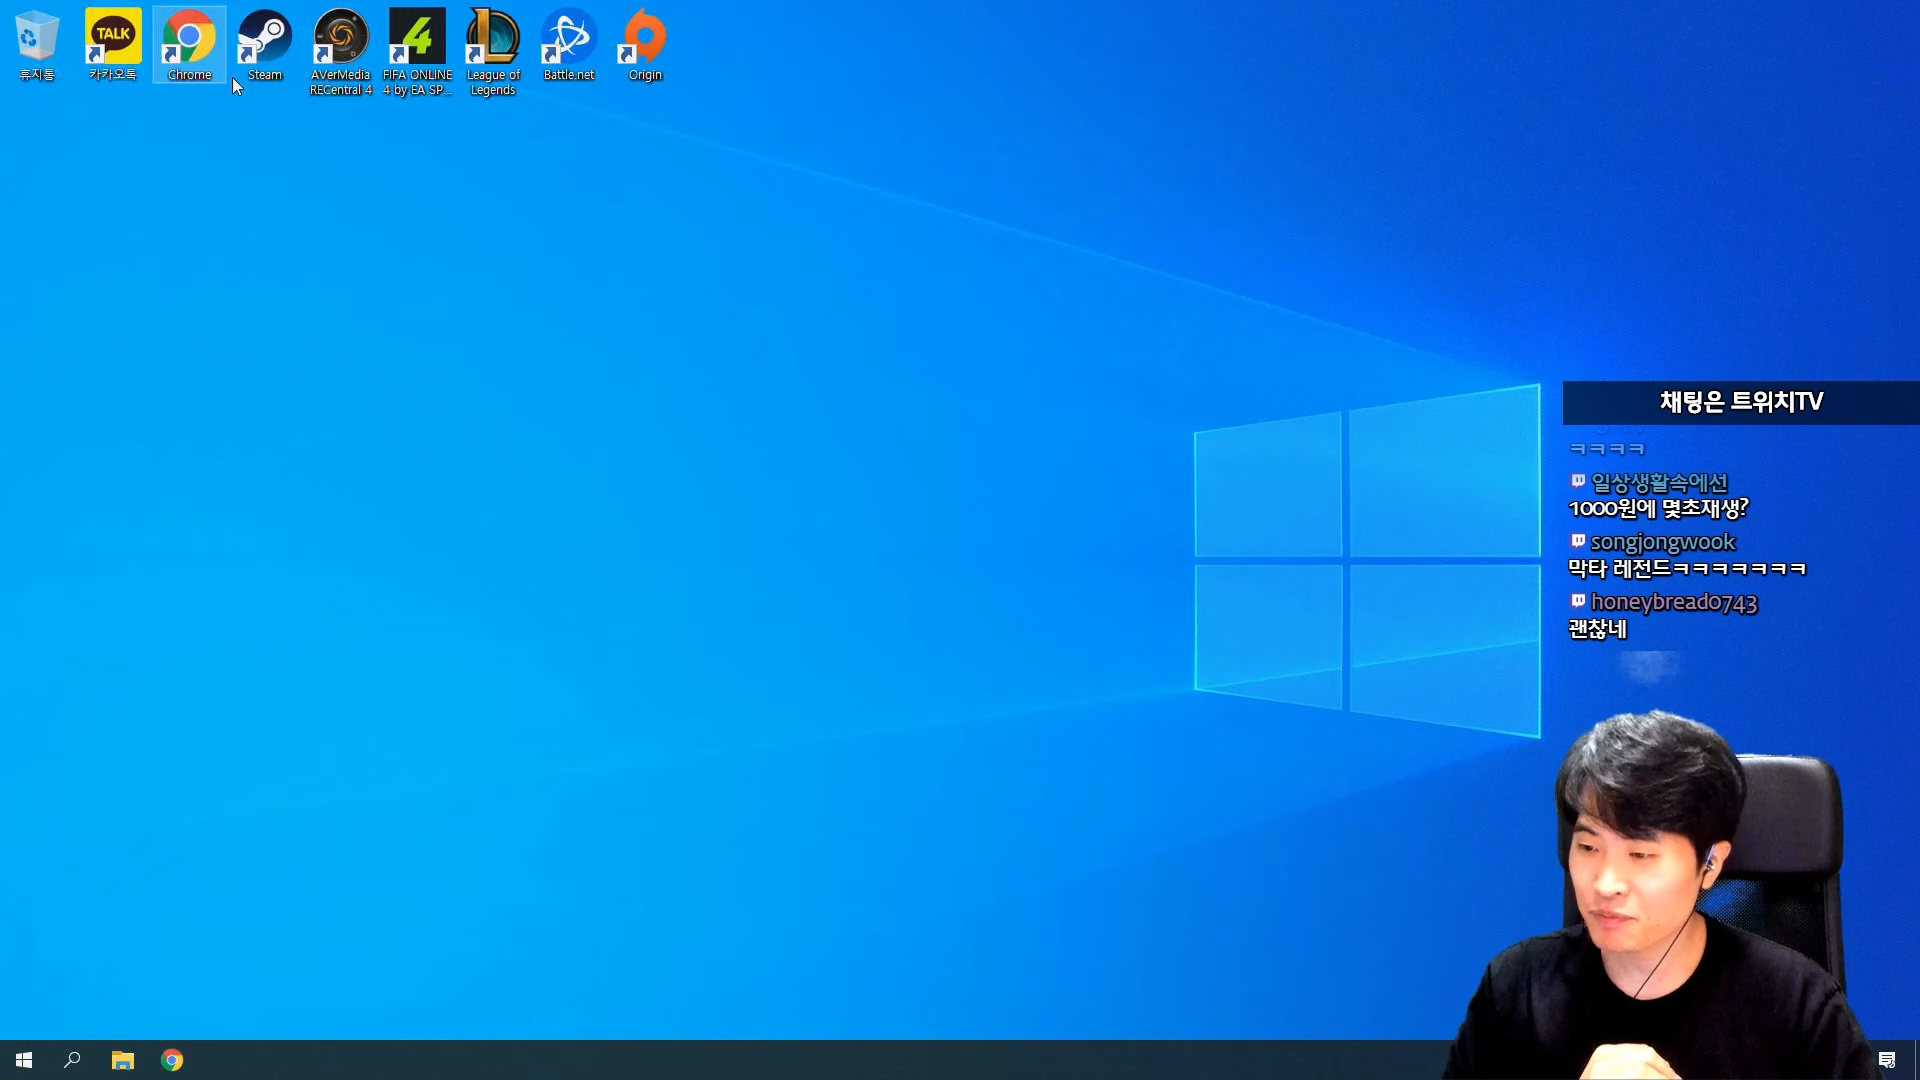 TALK
휴지통
카카오톡
Chrome
Steam
AVerMedia
RECentral 4
FIFA ONLINE
4 by EA SP...
League of
Legends
Battle.net
Origin
채팅은 트위치TV
ㅋㅋㅋㅋ
일상생활속에선
1000원에 몇초재생?
songjongwook
막타 레전드ㅋㅋㅋㅋㅋㅋㅋ
honeybread0743
괜찮네